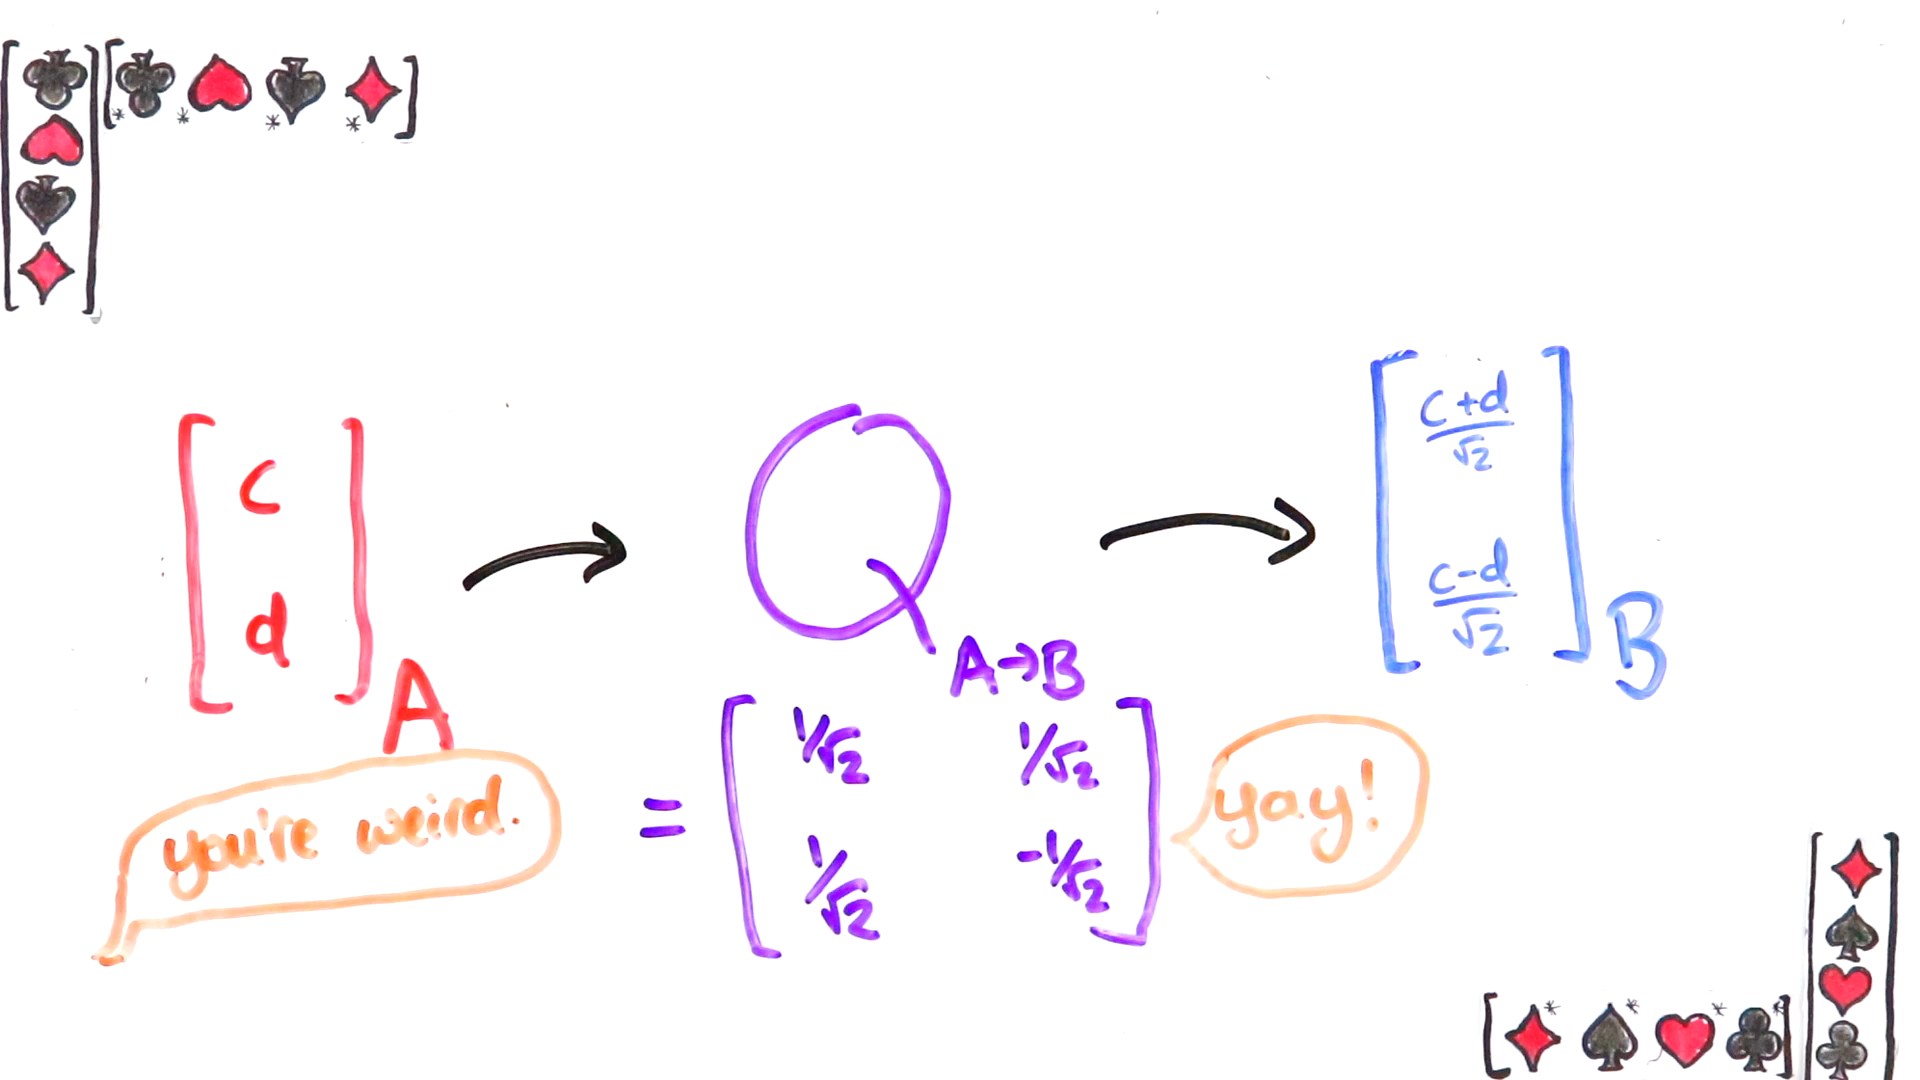 [♣ ♥ ♠ ♦] [*♣ *♥ *♠ *♦]
[c d]
A
Q
A→B
[c+d/√2 c-d/√2]
B
you're weird.
= [1/√2 1/√2
1/√2 -1/√2]
yay!
[♦* ♠* ♥* ♣*] [♦ ♠ ♥ ♣]